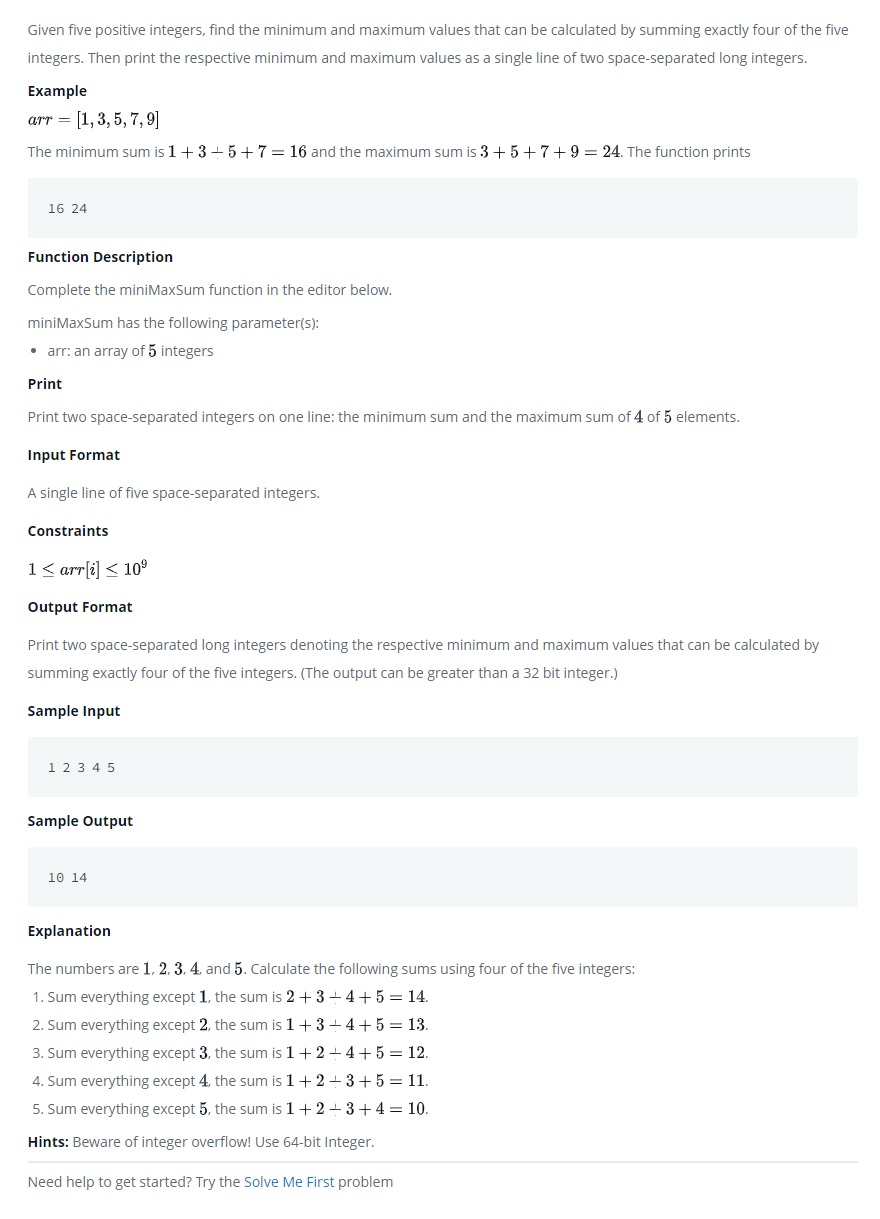 Given five positive integers, find the minimum and maximum values that can be calculated by summing exactly four of the five
integers. Then print the respective minimum and maximum values as a single line of two space-separated long integers.
Example
arr = [1, 3, 5, 7, 9]
The minimum sum is 1 + 3 + 5 + 7 = 16 and the maximum sum is 3 + 5 + 7 + 9 = 24. The function prints
16 24
Function Description
Complete the miniMaxSum function in the editor below.
miniMaxSum has the following parameter(s):
• arr: an array of 5 integers
Print
Print two space-separated integers on one line: the minimum sum and the maximum sum of 4 of 5 elements.
Input Format
A single line of five space-separated integers.
Constraints
1 ≤ arr[i] ≤ 10⁹
Output Format
Print two space-separated long integers denoting the respective minimum and maximum values that can be calculated by
summing exactly four of the five integers. (The output can be greater than a 32 bit integer.)
Sample Input
1 2 3 4 5
Sample Output
10 14
Explanation
The numbers are 1, 2, 3, 4, and 5. Calculate the following sums using four of the five integers:
1. Sum everything except 1, the sum is 2 + 3 + 4 + 5 = 14.
2. Sum everything except 2, the sum is 1 + 3 + 4 + 5 = 13.
3. Sum everything except 3, the sum is 1 + 2 + 4 + 5 = 12.
4. Sum everything except 4, the sum is 1 + 2 + 3 + 5 = 11.
5. Sum everything except 5, the sum is 1 + 2 + 3 + 4 = 10.
Hints: Beware of integer overflow! Use 64-bit Integer.
Need help to get started? Try the Solve Me First problem